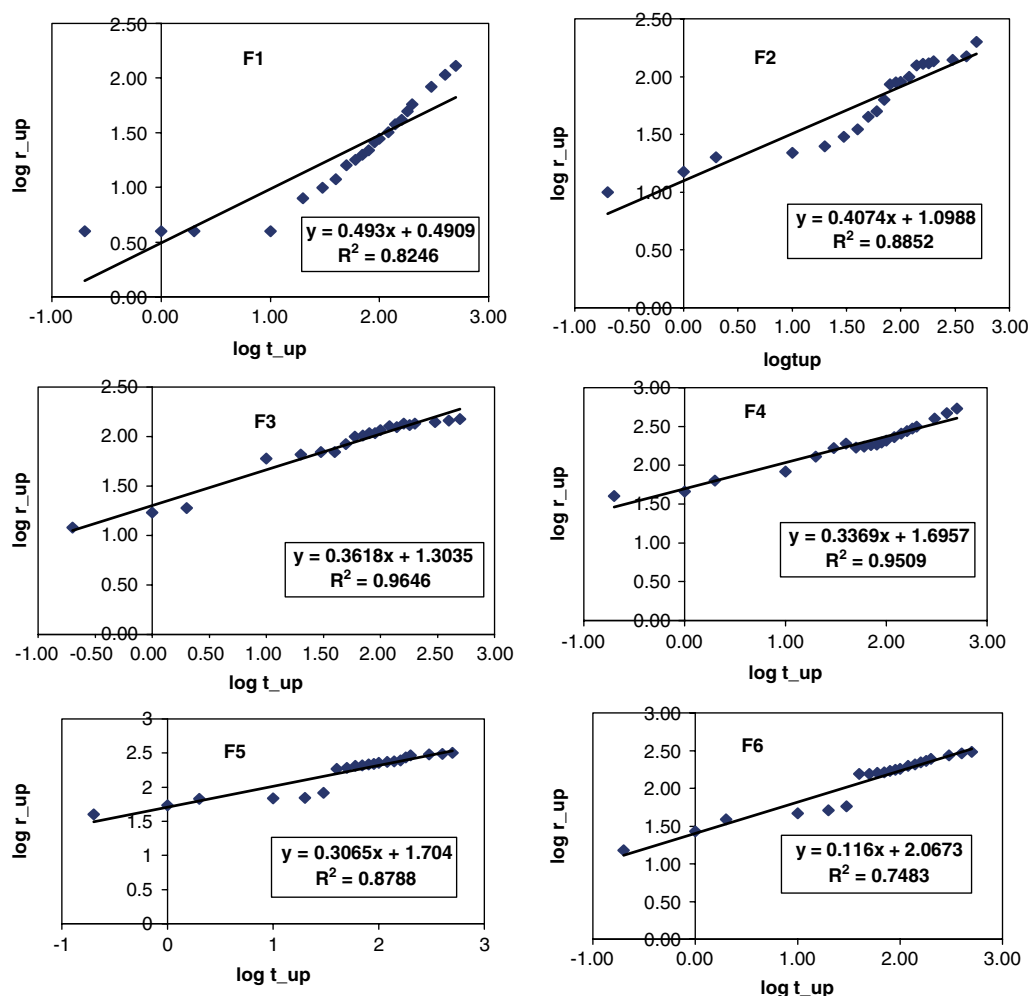 2.50
F1
2.00
1.50
log r_up
1.00
y = 0.493x + 0.4909
R² = 0.8246
0.50
0.00
-1.00 0.00 1.00 2.00 3.00
log t_up
2.50
F2
2.00
1.50
log r_up
1.00
y = 0.4074x + 1.0988
R² = 0.8852
0.50
0.00
-1.00 -0.50 0.00 0.50 1.00 1.50 2.00 2.50 3.00
logtup
2.50
F3
2.00
1.50
log r_up
1.00
y = 0.3618x + 1.3035
R² = 0.9646
0.50
0.00
-1.00 -0.50 0.00 0.50 1.00 1.50 2.00 2.50 3.00
log t_up
3.00
F4
2.50
2.00
1.50
log r_up
1.00
y = 0.3369x + 1.6957
R² = 0.9509
0.50
0.00
-1.00 0.00 1.00 2.00 3.00
log t_up
3
F5
2.5
2
1.5
log r_up
1
y = 0.3065x + 1.704
R² = 0.8788
0.5
0
-1 0 1 2 3
log t_up
3.00
F6
2.50
2.00
1.50
log r_up
1.00
y = 0.116x + 2.0673
R² = 0.7483
0.50
0.00
-1.00 0.00 1.00 2.00 3.00
log t_up